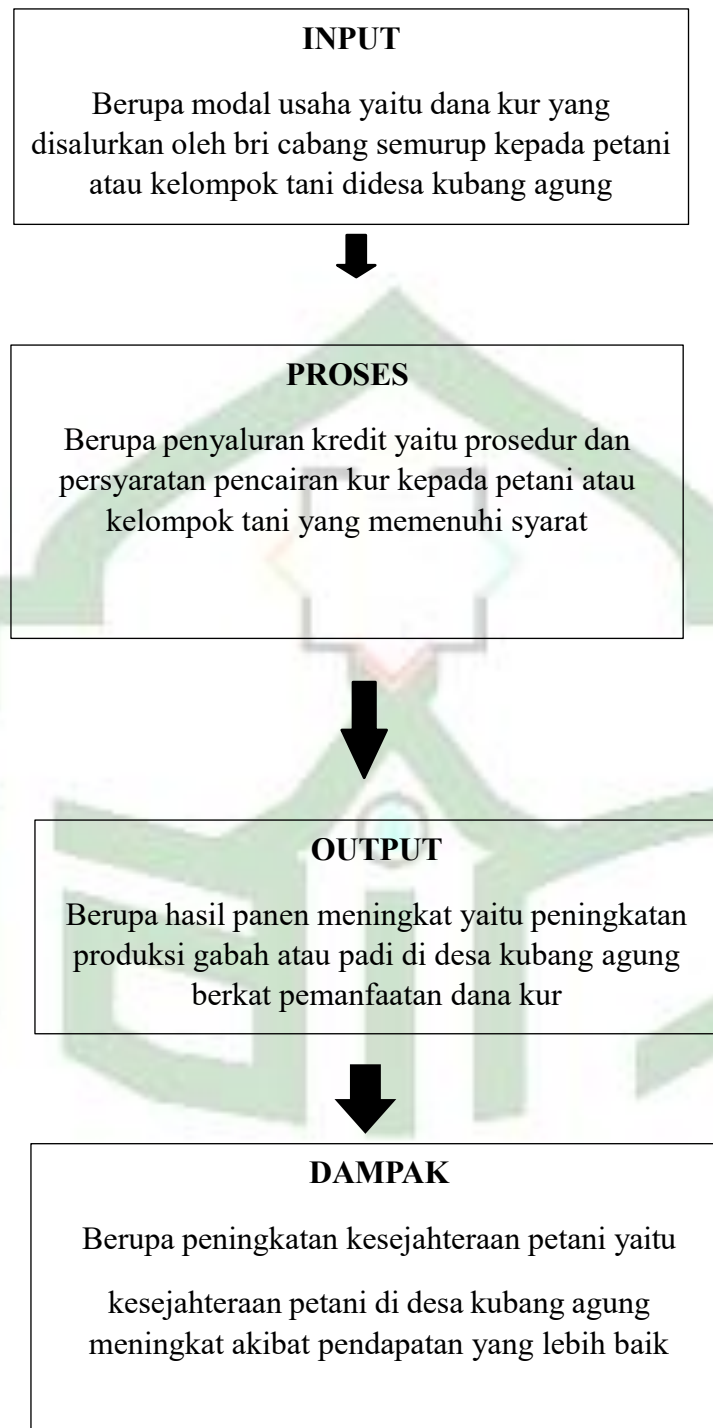 INPUT
Berupa modal usaha yaitu dana kur yang
disalurkan oleh bri cabang semurup kepada petani
atau kelompok tani didesa kubang agung
PROSES
Berupa penyaluran kredit yaitu prosedur dan
persyaratan pencairan kur kepada petani atau
kelompok tani yang memenuhi syarat
OUTPUT
Berupa hasil panen meningkat yaitu peningkatan
produksi gabah atau padi di desa kubang agung
berkat pemanfaatan dana kur
DAMPAK
Berupa peningkatan kesejahteraan petani yaitu
kesejahteraan petani di desa kubang agung
meningkat akibat pendapatan yang lebih baik